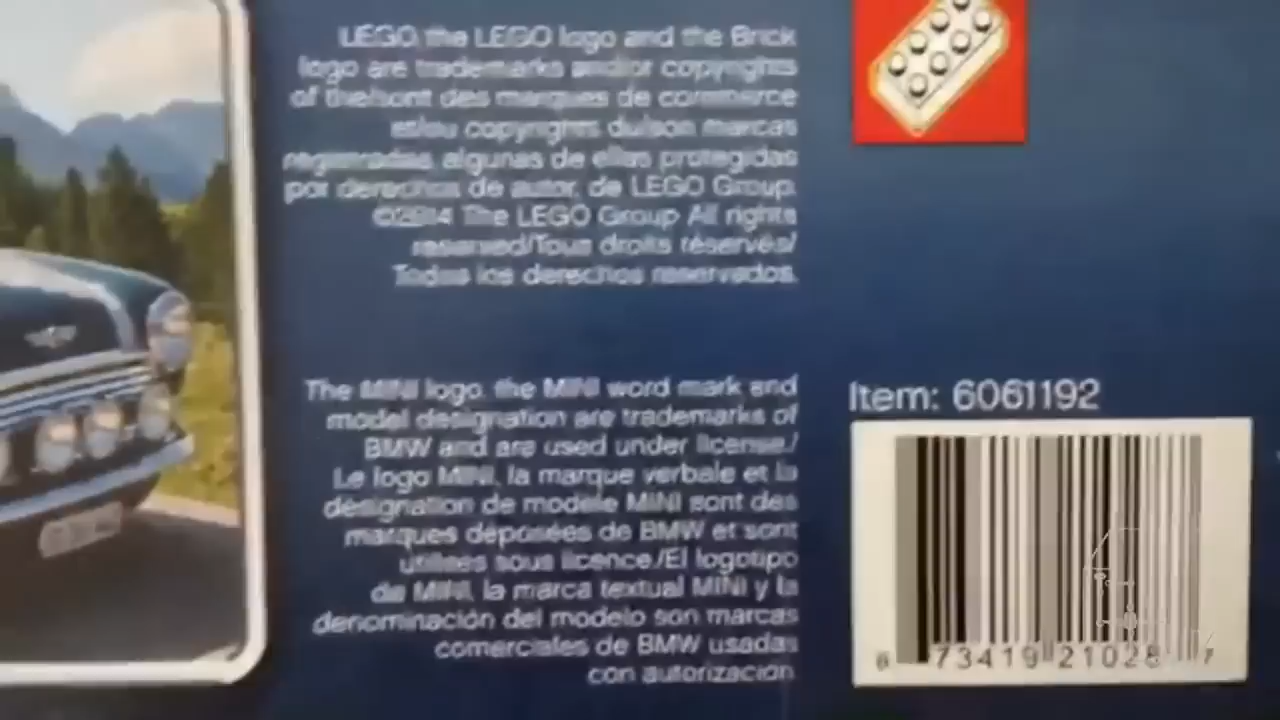 LEGO, the LEGO logo and the Brick
logo are trademarks and/or copyrights
of the/sont des marques de commerce
et/ou copyrights du/son marcas
registradas, algunas de ellas protegidas
por derechos de autor, de LEGO Group.
©2014 The LEGO Group All rights
reserved/Tous droits réservés/
Todos los derechos reservados.
The MINI logo, the MINI word mark and
model designation are trademarks of
BMW and are used under license./
Le logo MINI, la marque verbale et la
désignation de modèle MINI sont des
marques déposées de BMW et sont
utilisés sous licence./El logotipo
de MINI, la marca textual MINI y la
denominación del modelo son marcas
comerciales de BMW usadas
con autorización.
Item: 6061192
6 73419 21028 7